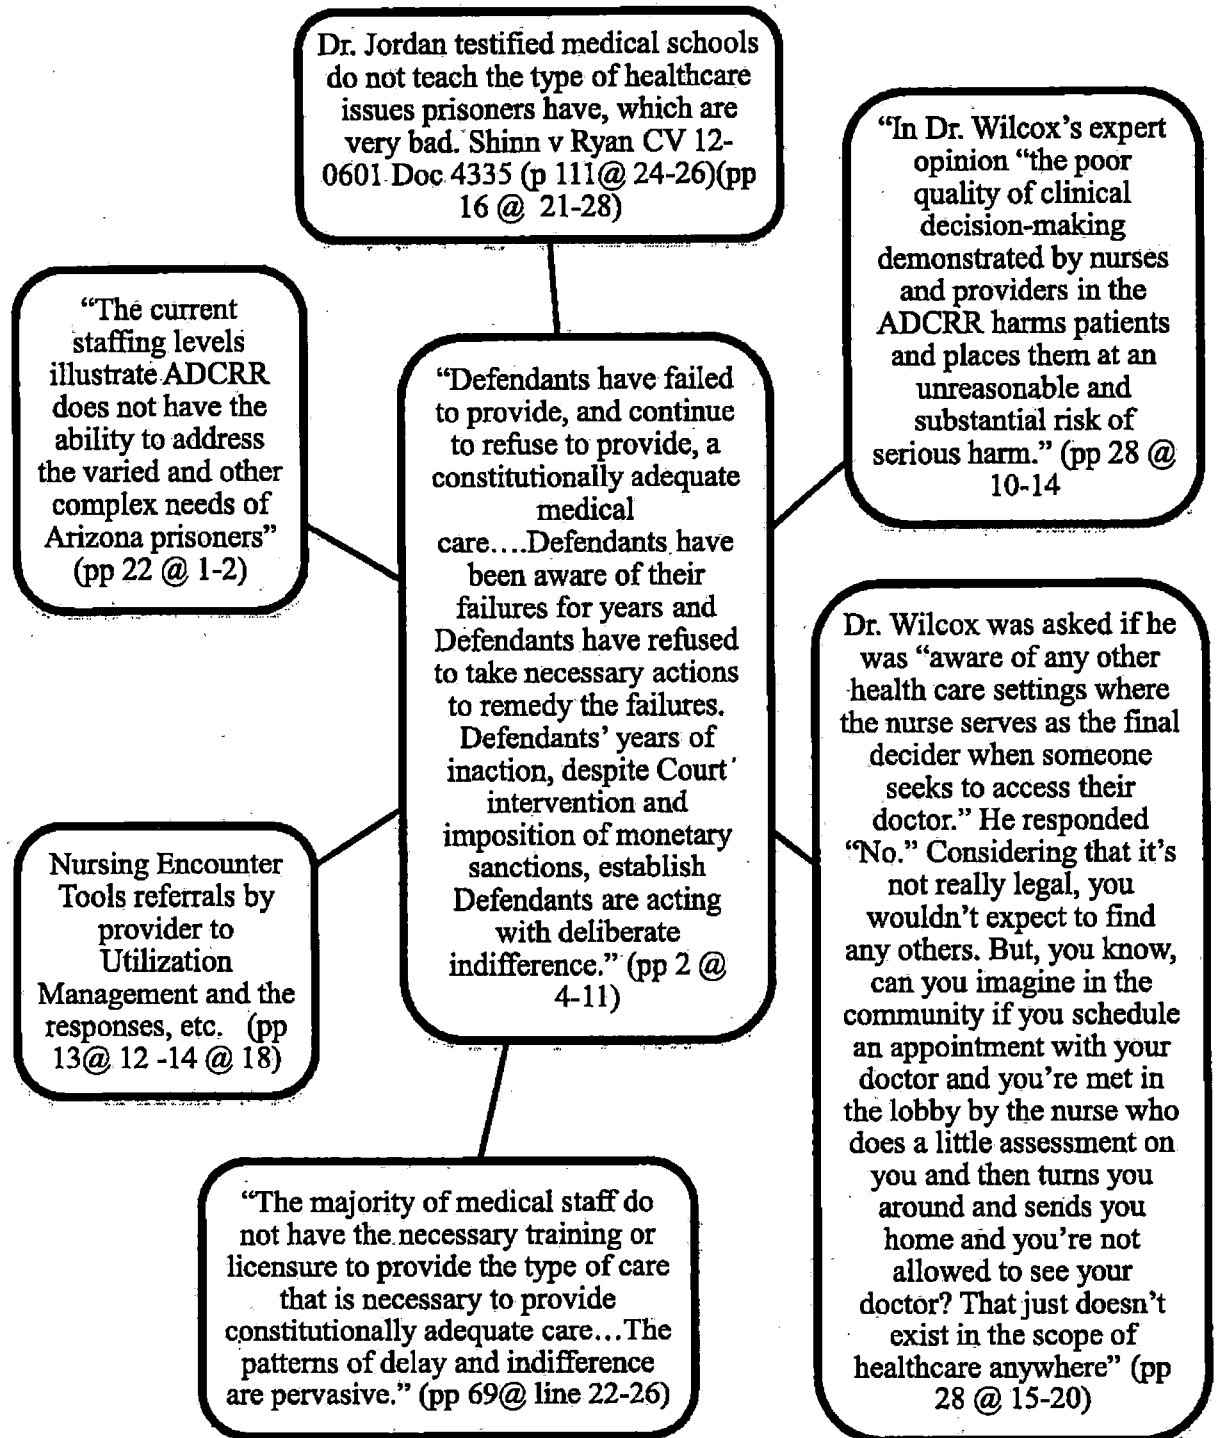 Dr. Jordan testified medical schools
do not teach the type of healthcare
issues prisoners have, which are
very bad. Shinn v Ryan CV 12-
0601 Doc 4335 (p 111@ 24-26)(pp
16 @ 21-28)
"In Dr. Wilcox's expert
opinion "the poor
quality of clinical
decision-making
demonstrated by nurses
and providers in the
ADCRR harms patients
and places them at an
unreasonable and
substantial risk of
serious harm." (pp 28 @
10-14
"The current
staffing levels
illustrate ADCRR
does not have the
ability to address
the varied and other
complex needs of
Arizona prisoners"
(pp 22 @ 1-2)
"Defendants have failed
to provide, and continue
to refuse to provide, a
constitutionally adequate
medical
care....Defendants have
been aware of their
failures for years and
Defendants have refused
to take necessary actions
to remedy the failures.
Defendants' years of
inaction, despite Court
intervention and
imposition of monetary
sanctions, establish
Defendants are acting
with deliberate
indifference." (pp 2 @
4-11)
Dr. Wilcox was asked if he
was "aware of any other
health care settings where
the nurse serves as the final
decider when someone
seeks to access their
doctor." He responded
"No." Considering that it's
not really legal, you
wouldn't expect to find
any others. But, you know,
can you imagine in the
community if you schedule
an appointment with your
doctor and you're met in
the lobby by the nurse who
does a little assessment on
you and then turns you
around and sends you
home and you're not
allowed to see your
doctor? That just doesn't
exist in the scope of
healthcare anywhere" (pp
28 @ 15-20)
Nursing Encounter
Tools referrals by
provider to
Utilization
Management and the
responses, etc. (pp
13@ 12 -14 @ 18)
"The majority of medical staff do
not have the necessary training or
licensure to provide the type of care
that is necessary to provide
constitutionally adequate care...The
patterns of delay and indifference
are pervasive." (pp 69@ line 22-26)